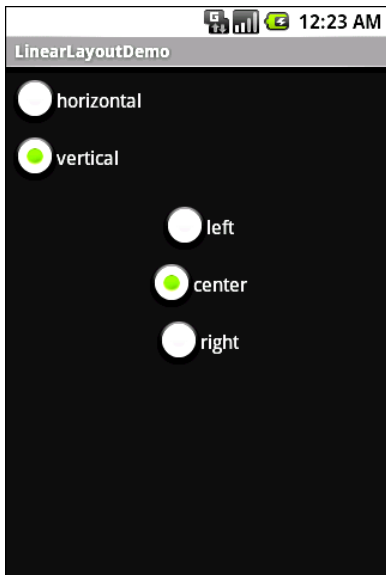 G 12:23 AM
LinearLayoutDemo
horizontal
vertical
left
center
right